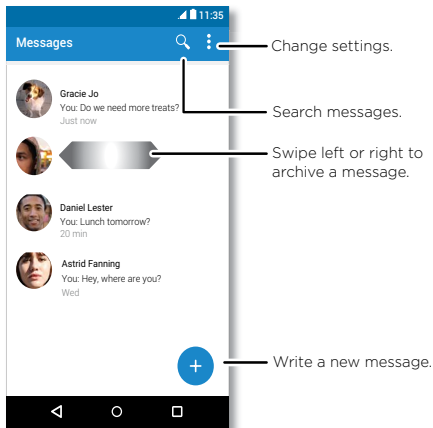 11:35
Messages
Change settings.
Gracie Jo
You: Do we need more treats?
Just now
Search messages.
Swipe left or right to
archive a message.
Daniel Lester
You: Lunch tomorrow?
20 min
Astrid Fanning
You: Hey, where are you?
Wed
Write a new message.